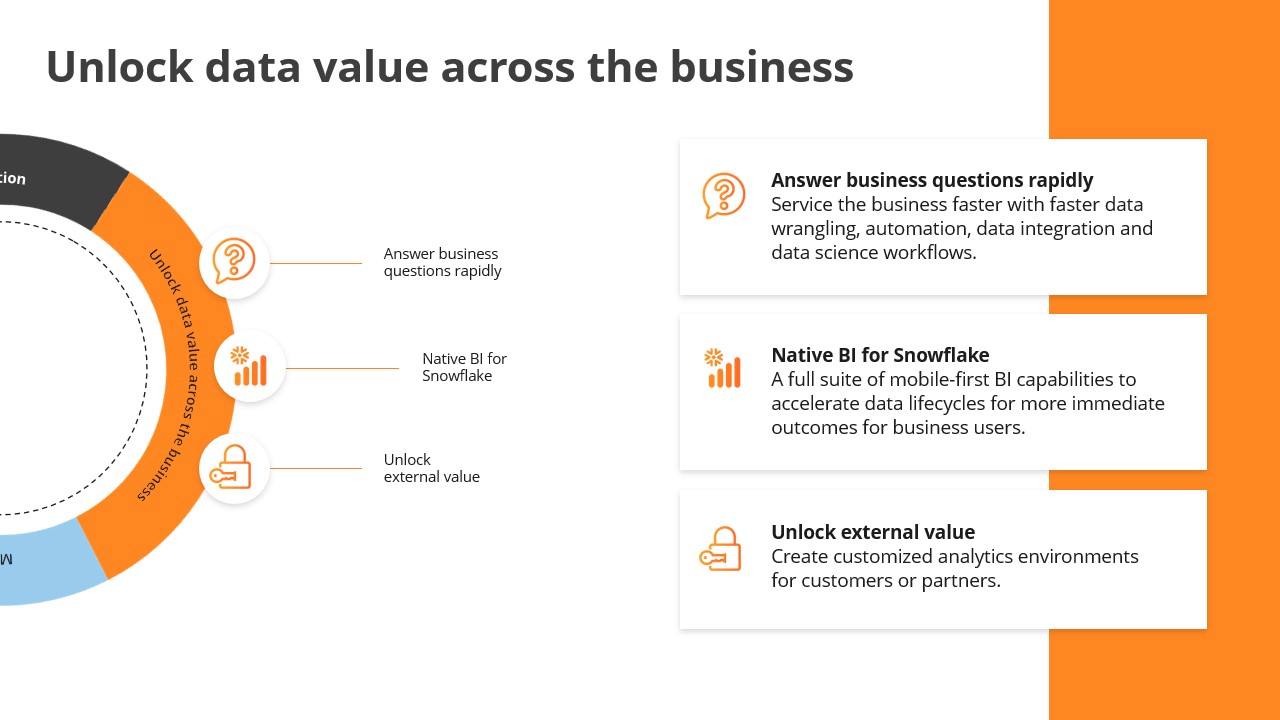 Unlock data value across the business
tion
Unlock data value across the business
M
Answer business
questions rapidly
Native BI for
Snowflake
Unlock
external value
Answer business questions rapidly
Service the business faster with faster data
wrangling, automation, data integration and
data science workflows.
Native BI for Snowflake
A full suite of mobile-first BI capabilities to
accelerate data lifecycles for more immediate
outcomes for business users.
Unlock external value
Create customized analytics environments
for customers or partners.